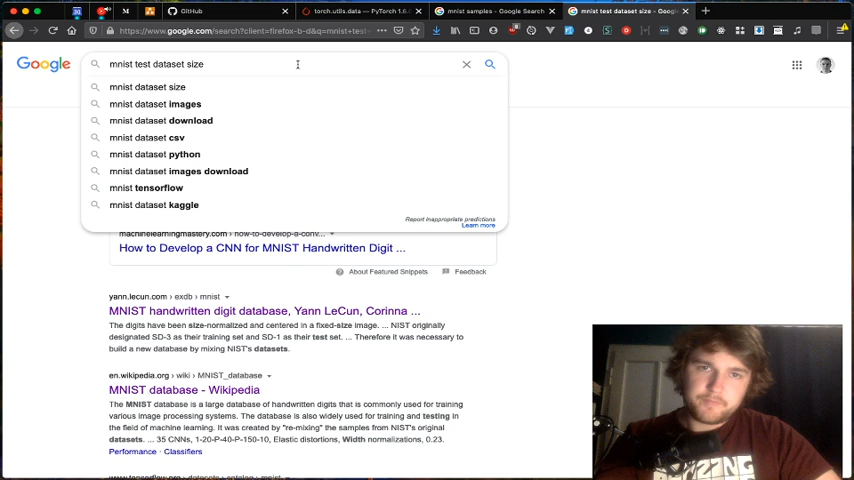 GitHub
torch.utils.data — PyTorch 1.6.0
mnist samples - Google Search
mnist test dataset size - Goog
https://www.google.com/search?client=firefox-b-d&q=mnist+test+
Google
mnist test dataset size
mnist dataset size
mnist dataset images
mnist dataset download
mnist dataset csv
mnist dataset python
mnist dataset images download
mnist tensorflow
mnist dataset kaggle
Report inappropriate predictions
Learn more
machinelearningmastery.com › how-to-develop-a-conv...
How to Develop a CNN for MNIST Handwritten Digit ...
About Featured Snippets
Feedback
yann.lecun.com › exdb › mnist
MNIST handwritten digit database, Yann LeCun, Corinna ...
The digits have been size-normalized and centered in a fixed-size image. ... NIST originally
designated SD-3 as their training set and SD-1 as their test set. ... Therefore it was necessary to
build a new database by mixing NIST's datasets.
en.wikipedia.org › wiki › MNIST_database
MNIST database - Wikipedia
The MNIST database is a large database of handwritten digits that is commonly used for training
various image processing systems. The database is also widely used for training and testing in
the field of machine learning. It was created by "re-mixing" the samples from NIST's original
datasets. ... 35 CNNs, 1-20-P-40-P-150-10, Elastic distortions, Width normalizations, 0.23.
Performance · Classifiers